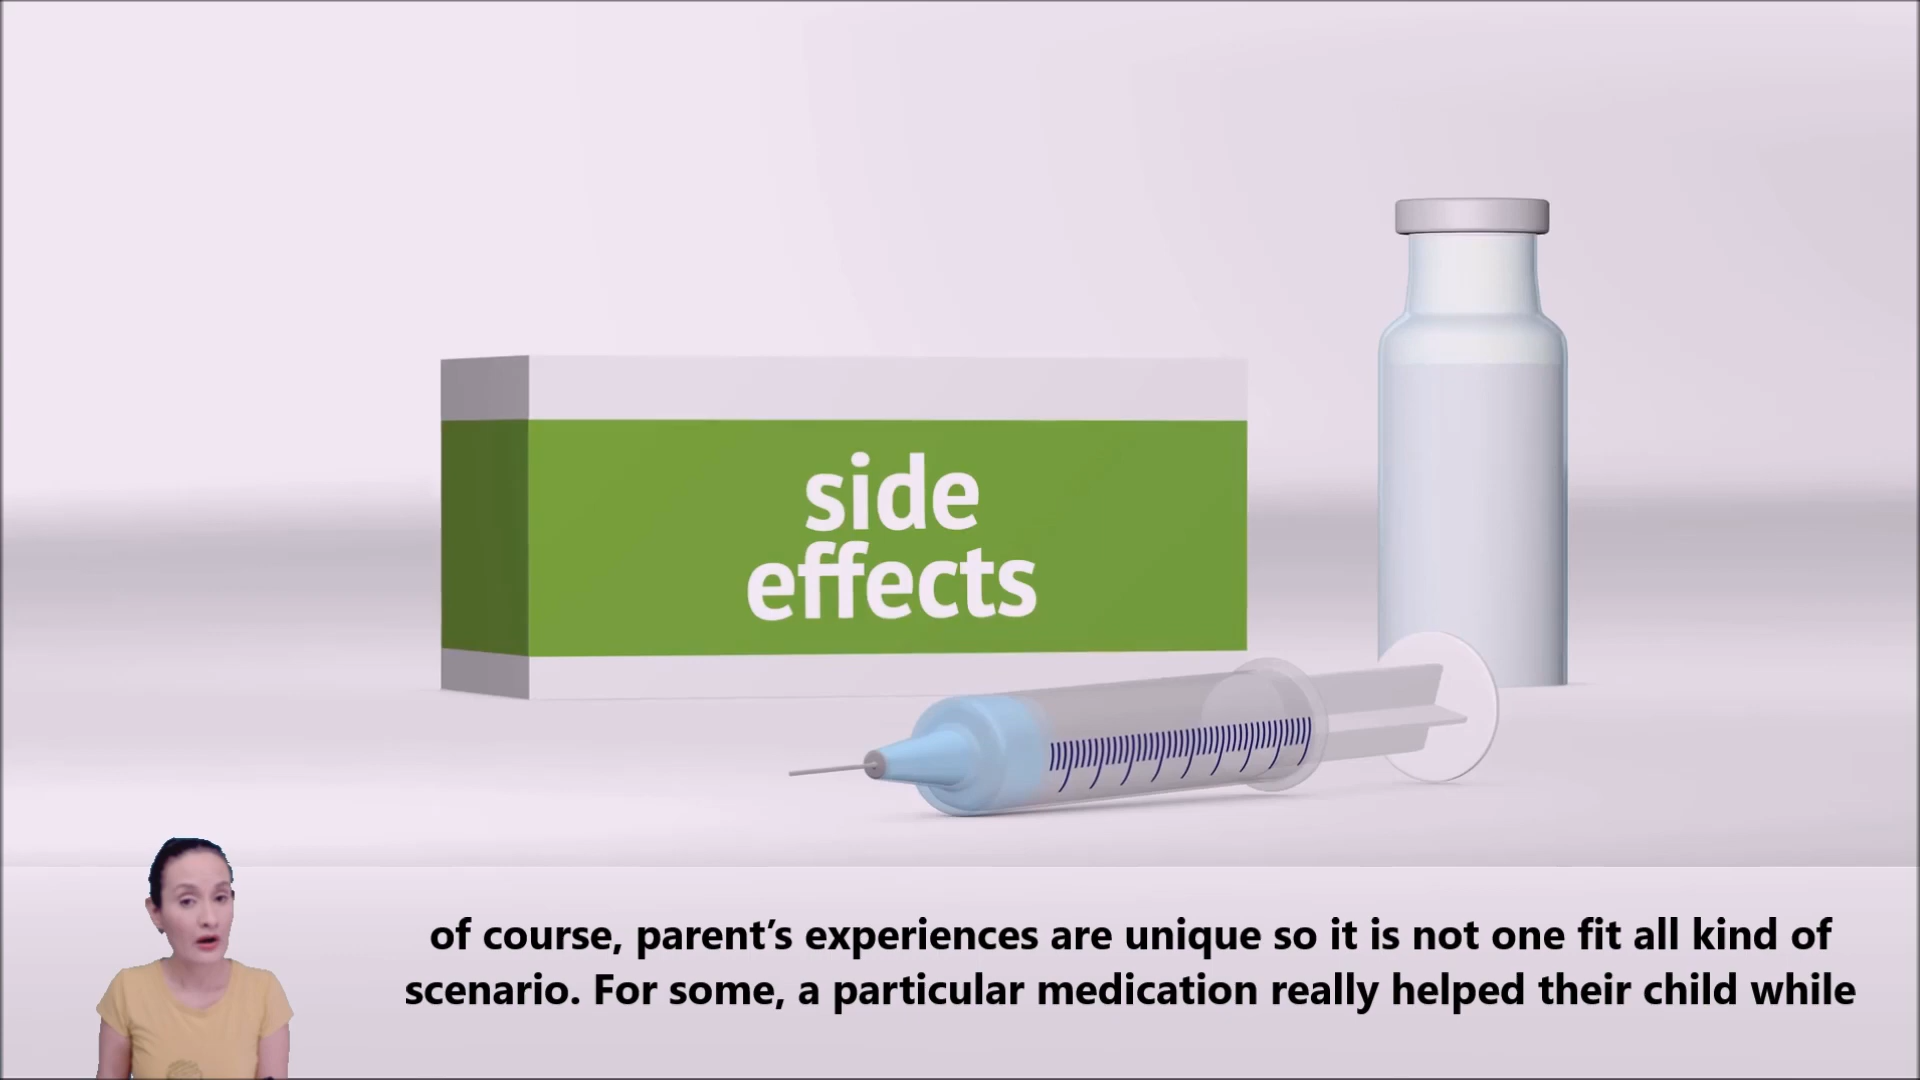 side
effects
of course, parent’s experiences are unique so it is not one fit all kind of
scenario. For some, a particular medication really helped their child while